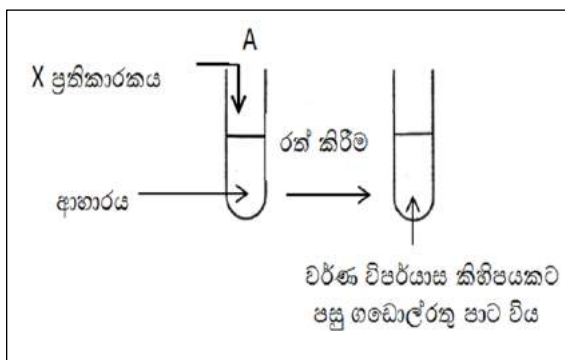 A
X ප්‍රතිකාරකය
රත් කිරීම
ආහාරය
වර්ණ විපර්යාස කිහිපයකට
පසු ගඩොල්රතු පාට විය